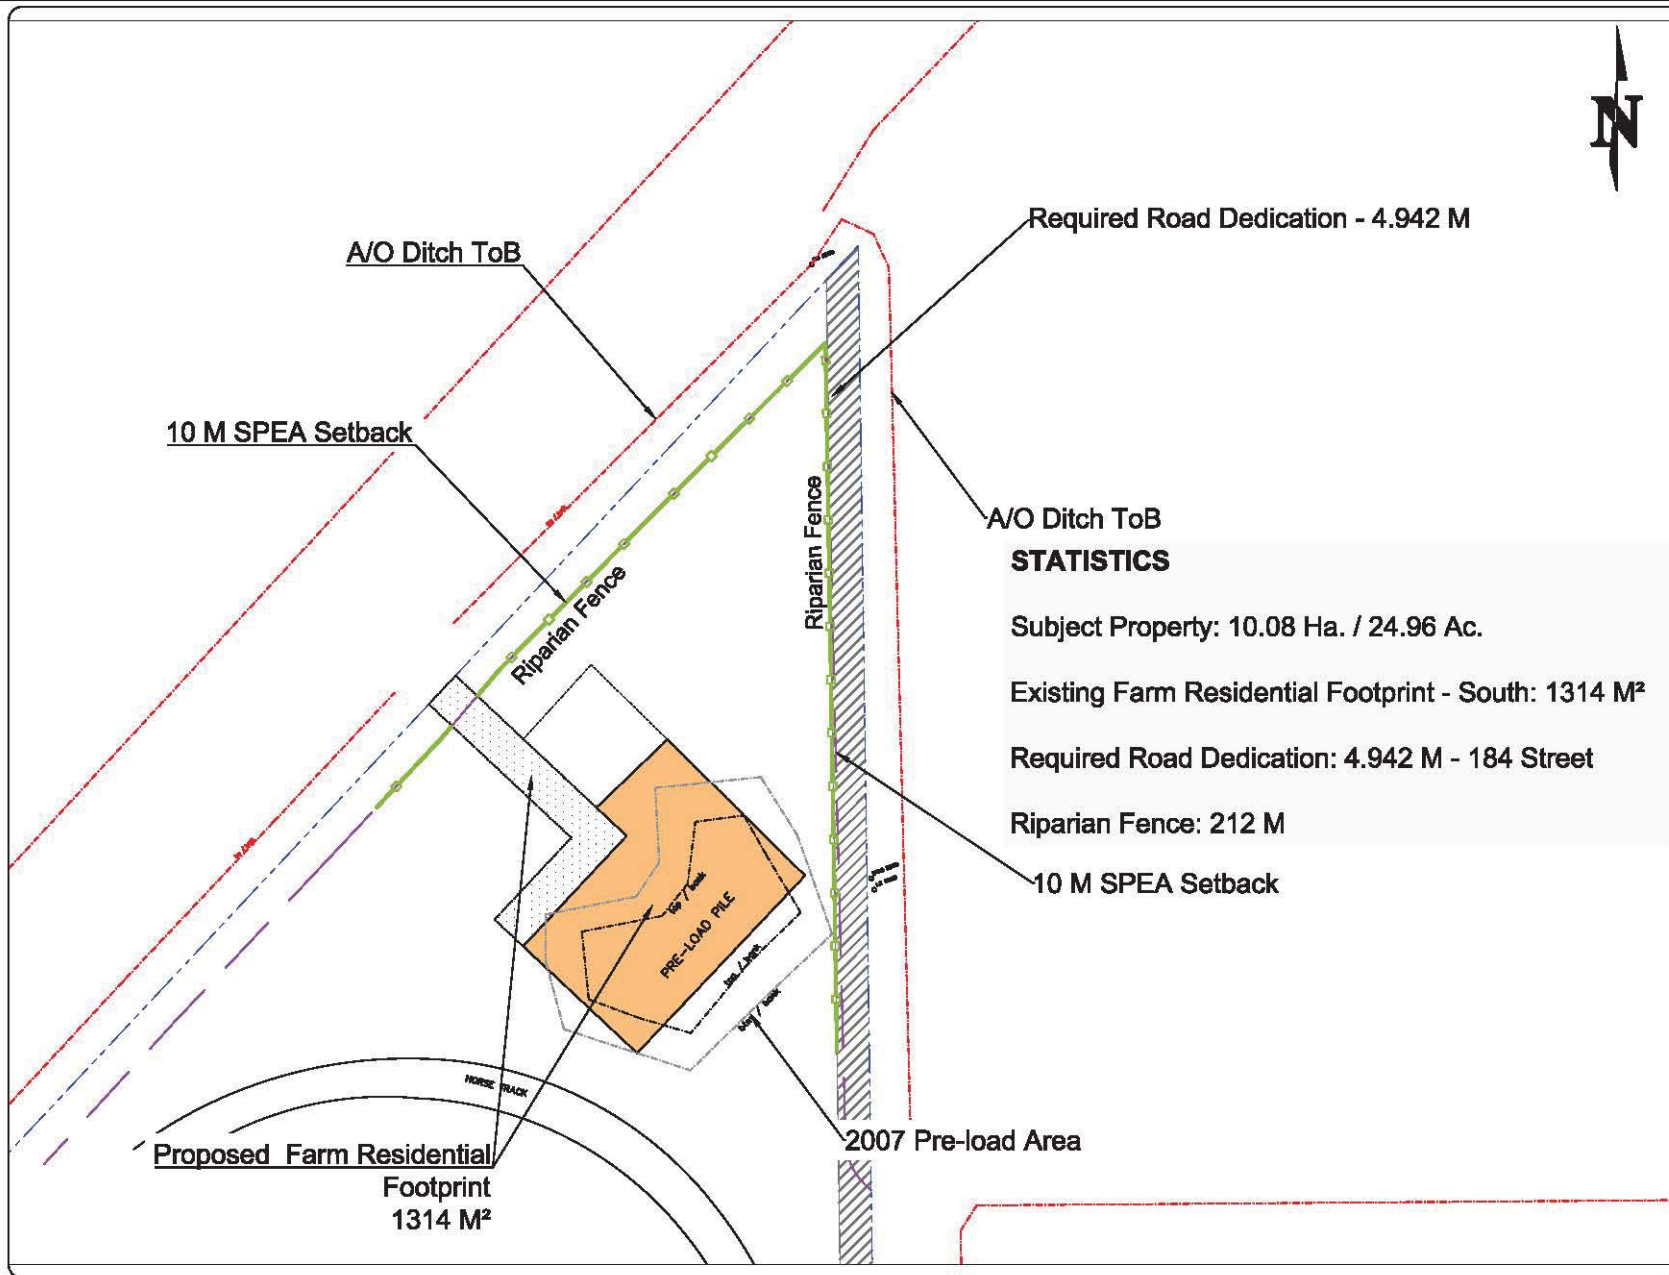 N
Required Road Dedication - 4.942 M
A/O Ditch ToB
10 M SPEA Setback
Riparian Fence
Riparian Fence
A/O Ditch ToB
STATISTICS
Subject Property: 10.08 Ha. / 24.96 Ac.
Existing Farm Residential Footprint - South: 1314 M²
Required Road Dedication: 4.942 M - 184 Street
Riparian Fence: 212 M
10 M SPEA Setback
PRE-LOAD PILE
HORSE TRACK
2007 Pre-load Area
Proposed Farm Residential
Footprint
1314 M²